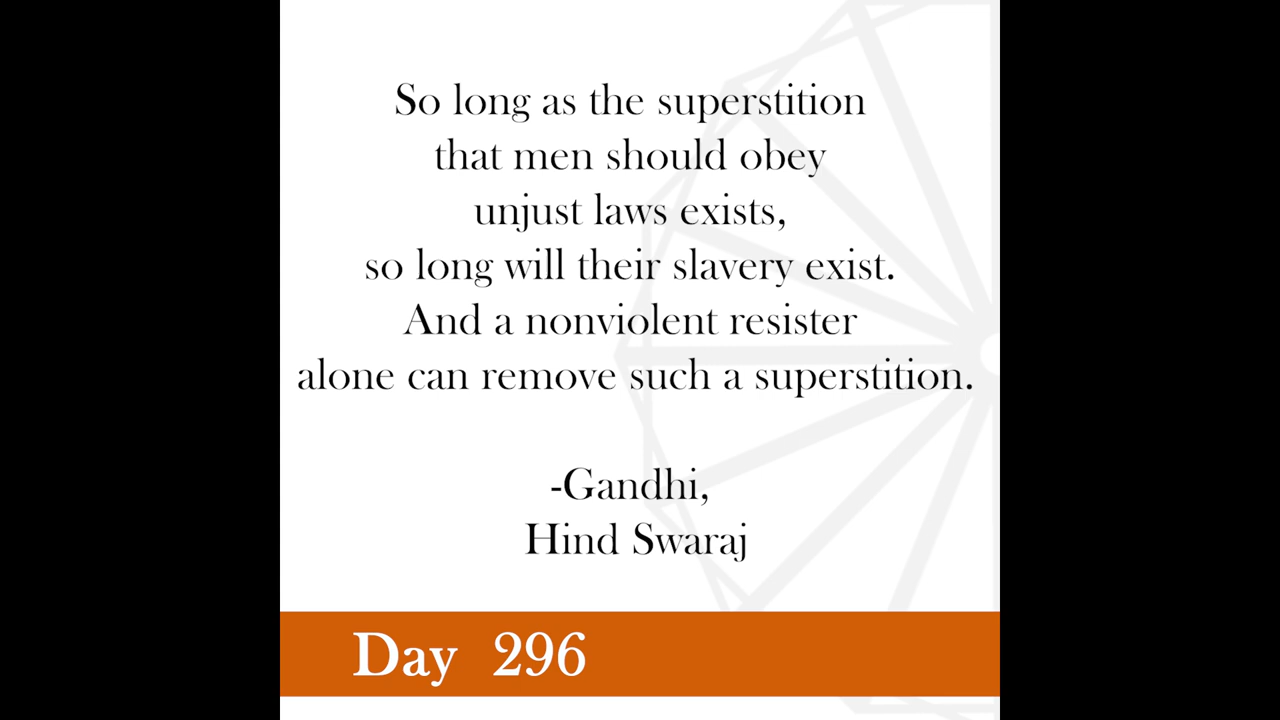 So long as the superstition
that men should obey
unjust laws exists,
so long will their slavery exist.
And a nonviolent resister
alone can remove such a superstition.
-Gandhi,
Hind Swaraj
Day 296